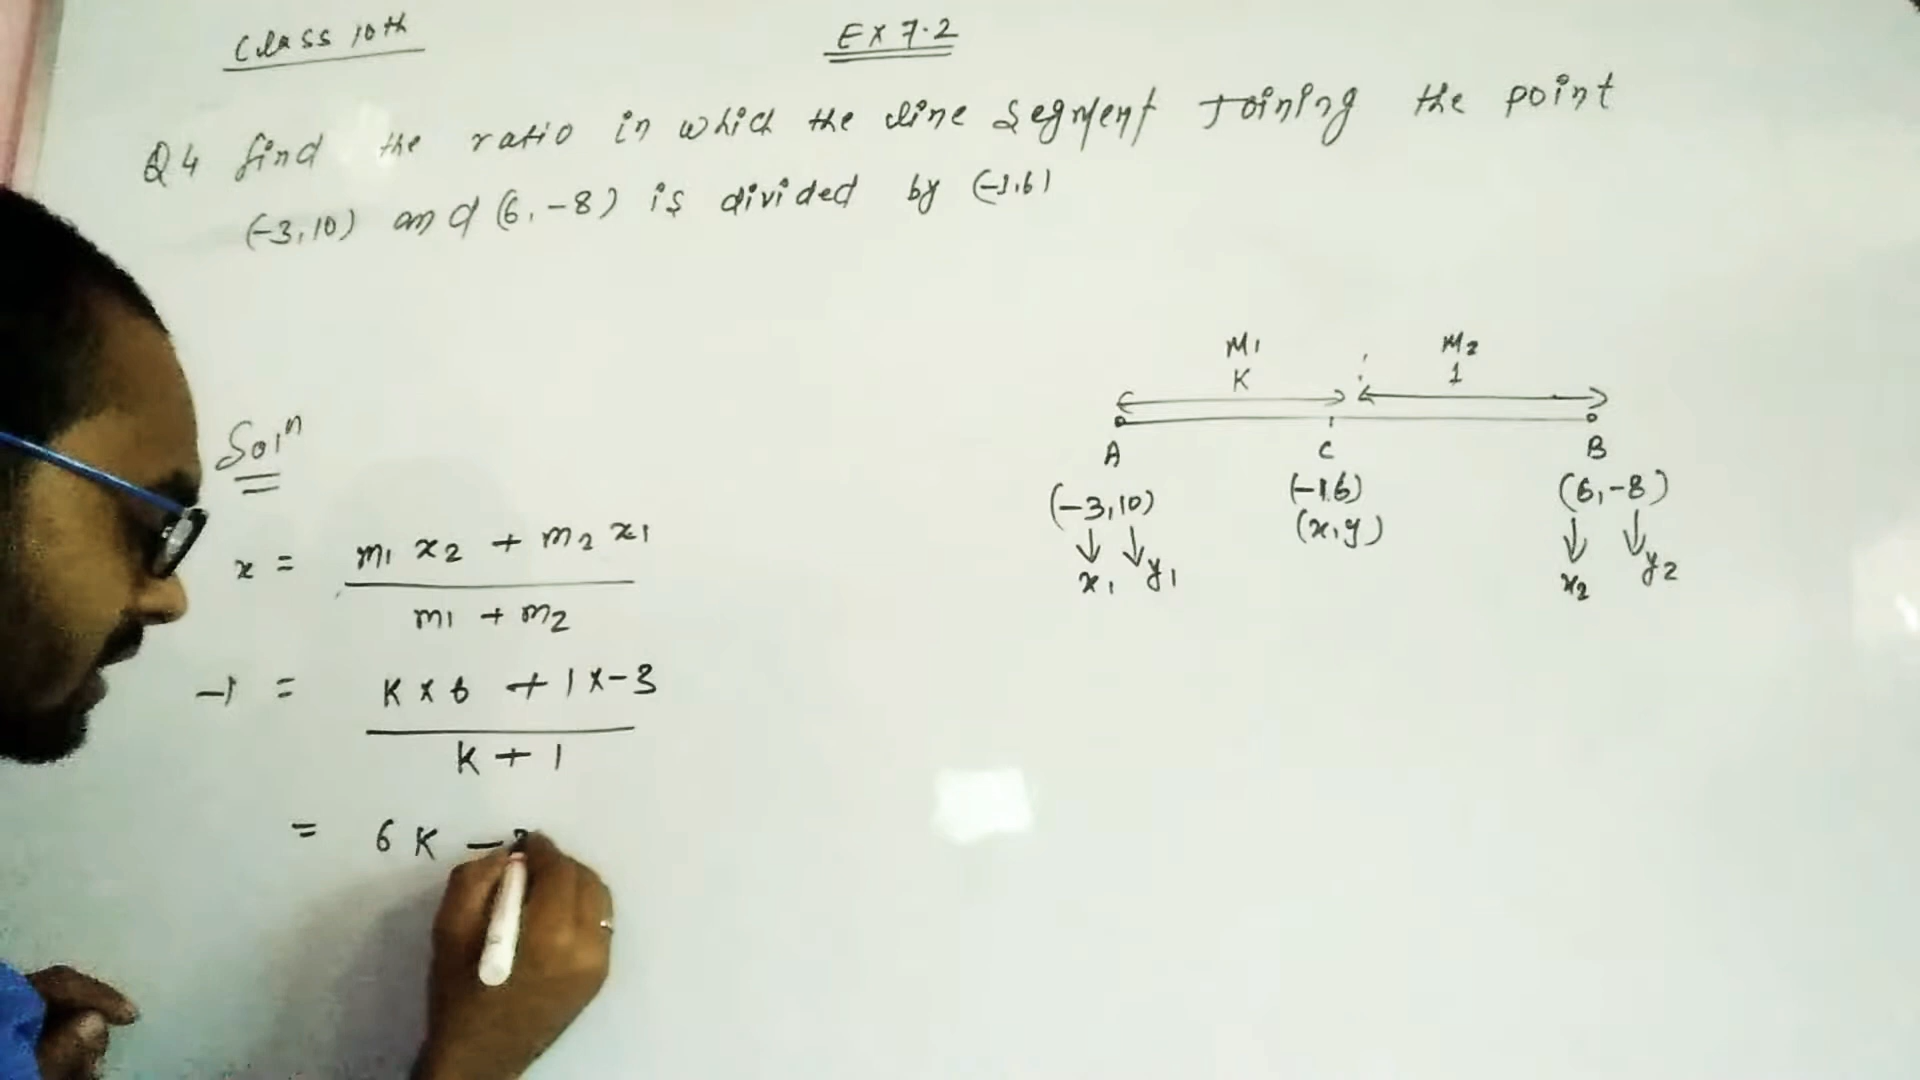 Class 10th
Ex 7.2
Q4 find the ratio in which the line segment Joining the point
(-3,10) and (6,-8) is divided by (-1,6)
M1 : M2
K : 1
A C B
(-3,10) (-1,6) (6,-8)
(x,y)
x1 y1 x2 y2
Solⁿ
x = m1 x2 + m2 x1
m1 + m2
-1 = K x 6 + 1 x -3
K + 1
= 6 K -